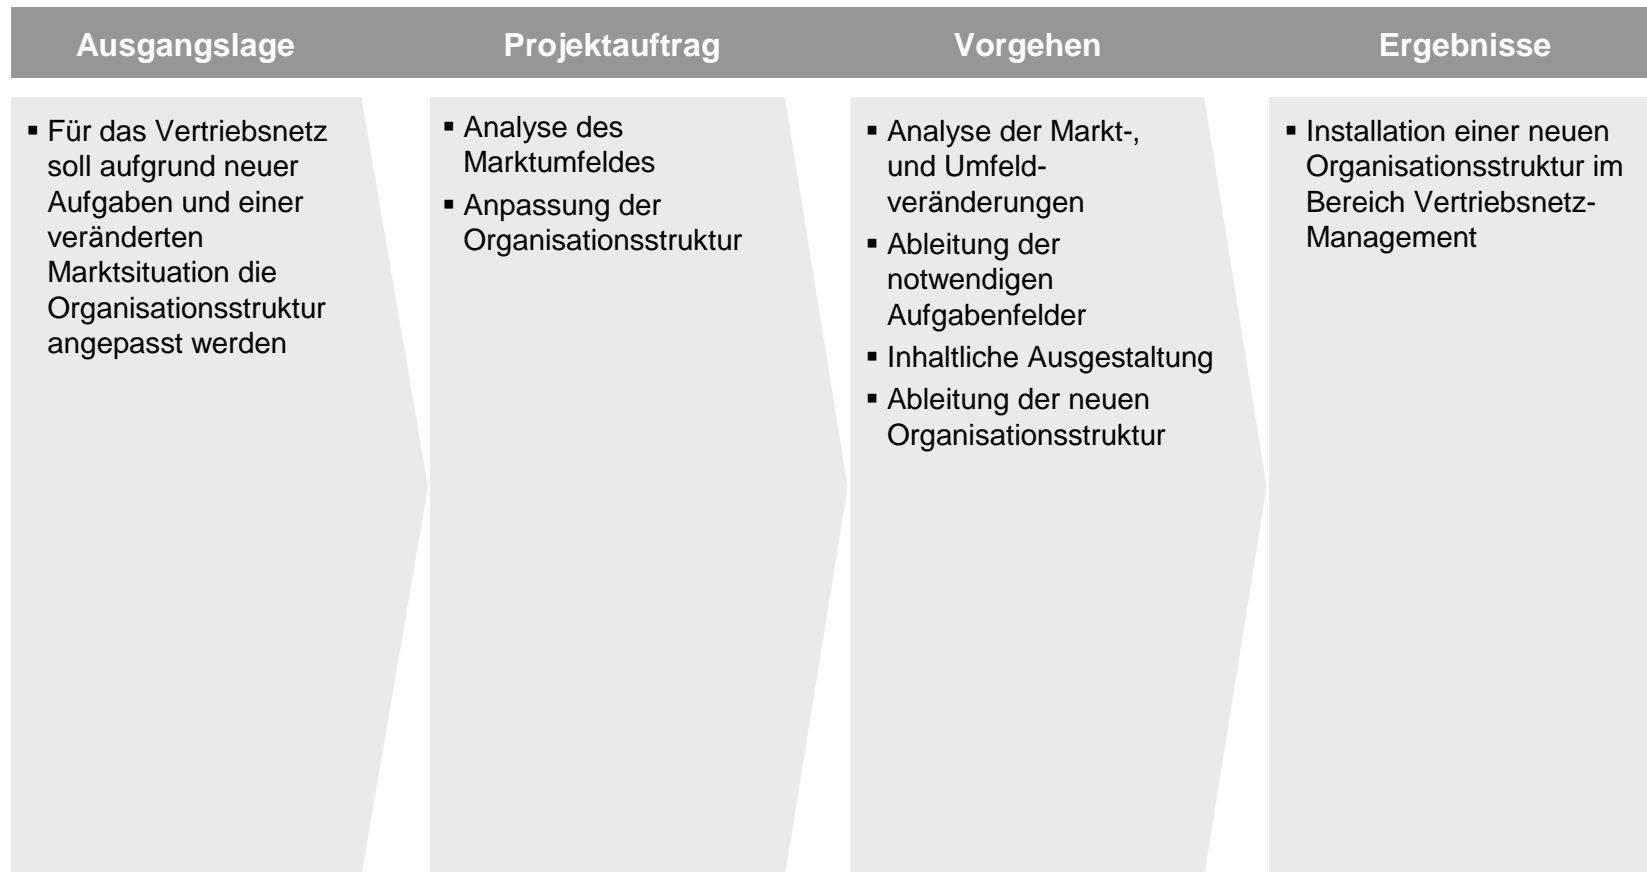 Ausgangslage
Projektauftrag
Vorgehen
Ergebnisse
▪ Für das Vertriebsnetz
soll aufgrund neuer
Aufgaben und einer
veränderten
Marktsituation die
Organisationsstruktur
angepasst werden
▪ Analyse des
Marktumfeldes
▪ Anpassung der
Organisationsstruktur
▪ Analyse der Markt-,
und Umfeld-
veränderungen
▪ Ableitung der
notwendigen
Aufgabenfelder
▪ Inhaltliche Ausgestaltung
▪ Ableitung der neuen
Organisationsstruktur
▪ Installation einer neuen
Organisationsstruktur im
Bereich Vertriebsnetz-
Management